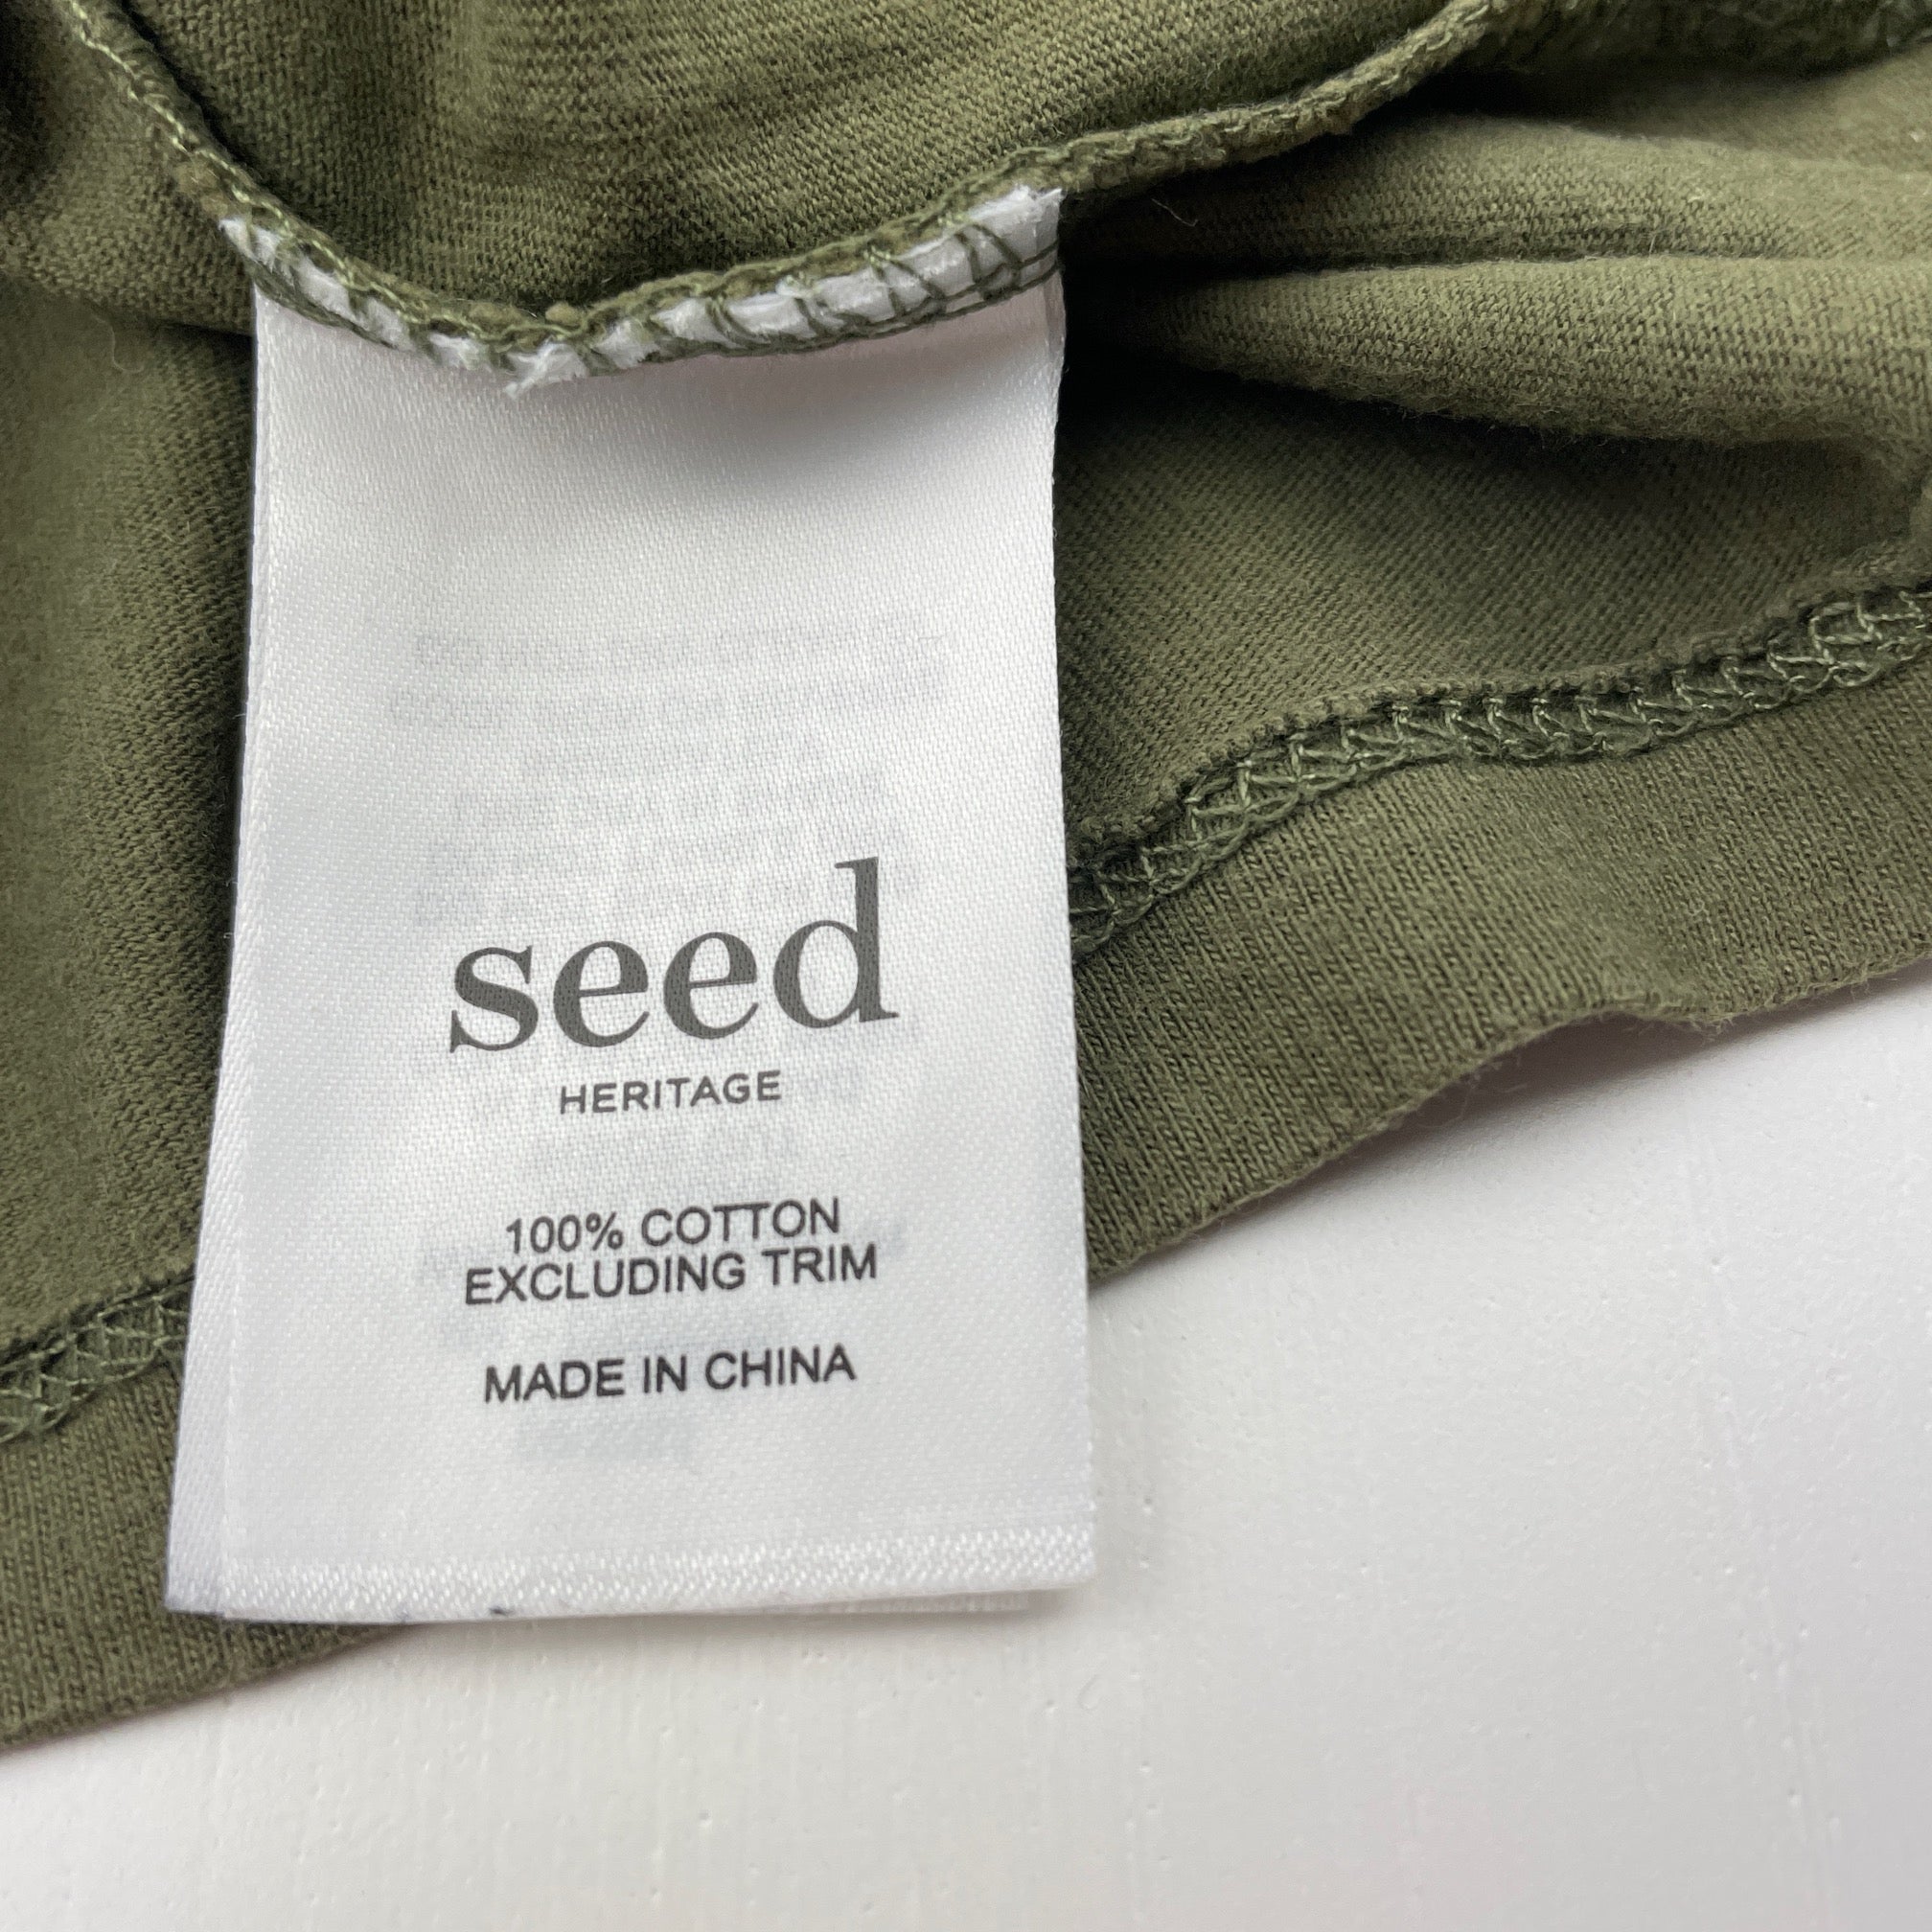 seed
HERITAGE
100% COTTON
EXCLUDING TRIM
MADE IN CHINA